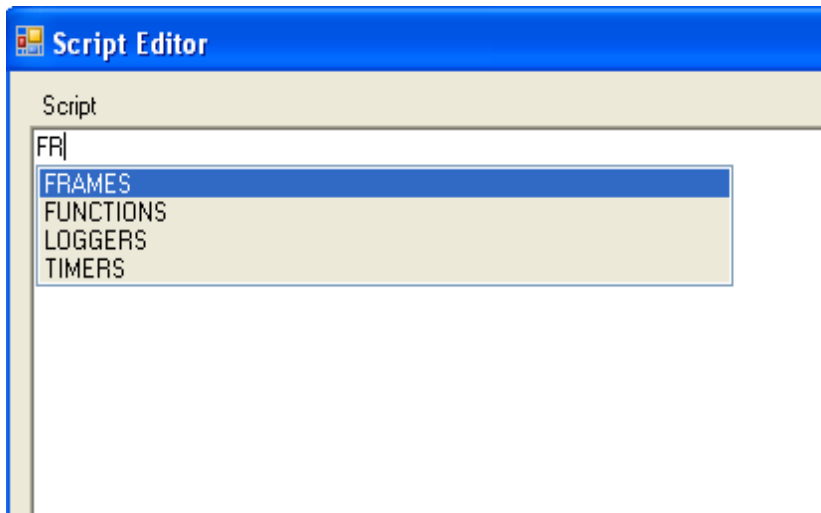 Script Editor
Script
FR
FRAMES
FUNCTIONS
LOGGERS
TIMERS